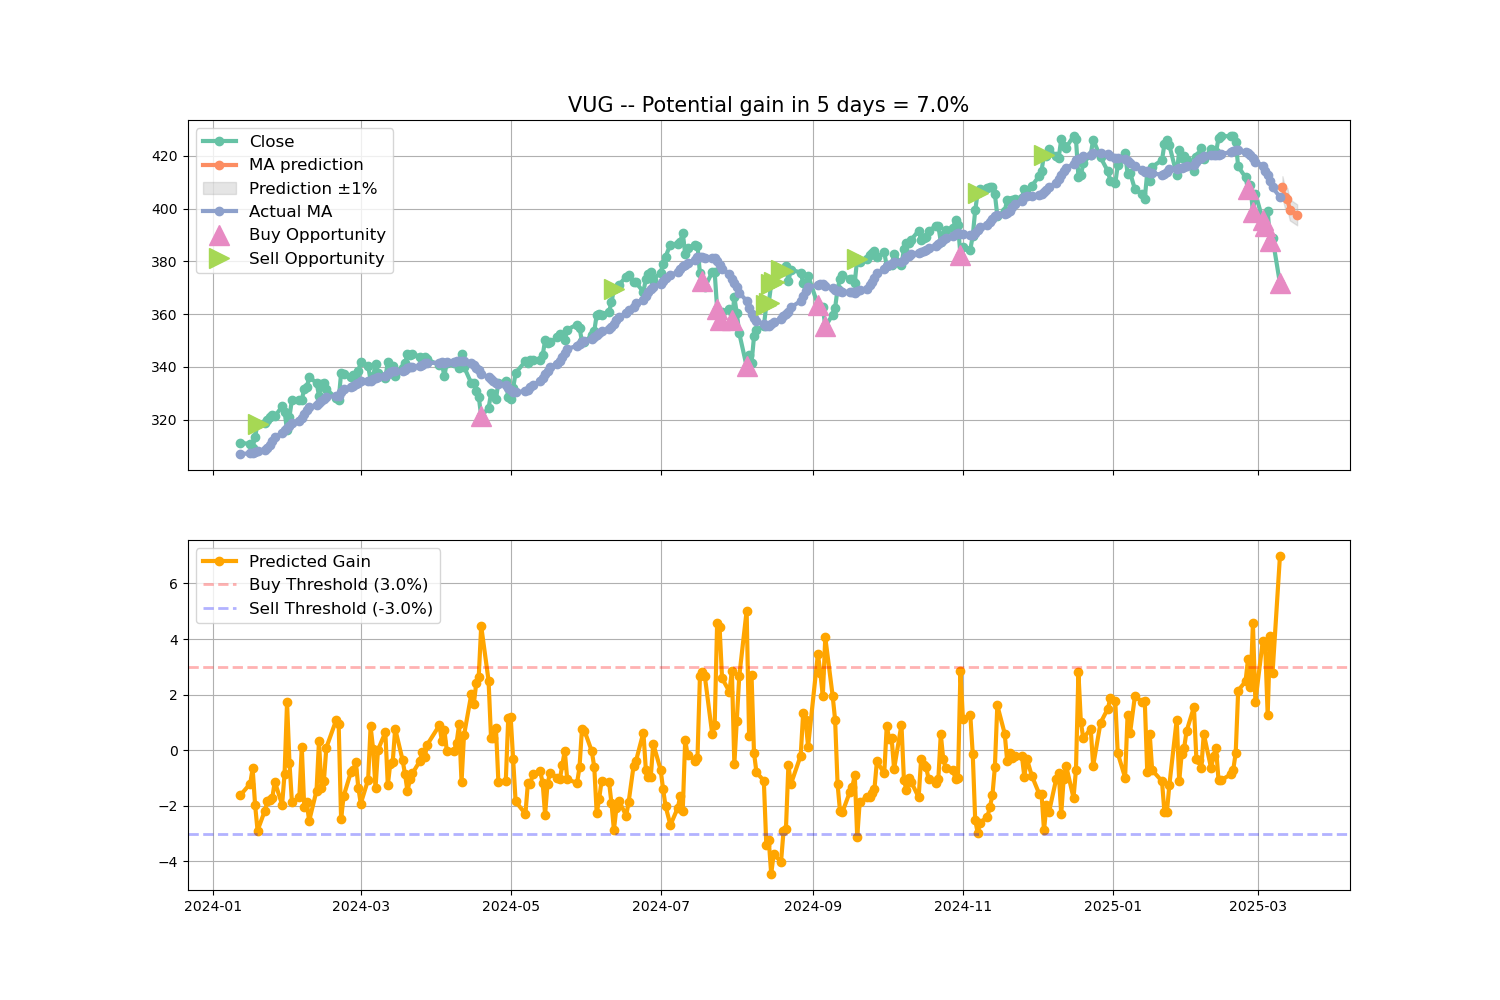 VUG -- Potential gain in 5 days = 7.0%
Close
MA prediction
Prediction ±1%
Actual MA
Buy Opportunity
Sell Opportunity
420
400
380
360
340
320
Predicted Gain
Buy Threshold (3.0%)
Sell Threshold (-3.0%)
6
4
2
0
−2
−4
2024-01 2024-03 2024-05 2024-07 2024-09 2024-11 2025-01 2025-03